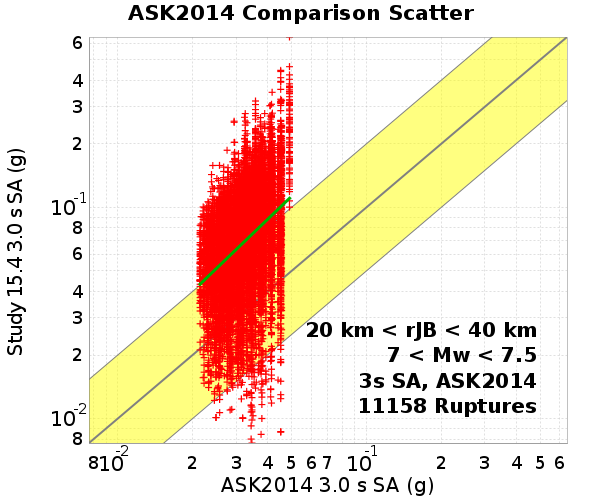 ASK2014 Comparison Scatter
Study 15.4 3.0 s SA (g)
6
4
3
2
10⁻¹
8
6
4
3
2
10⁻²
8
20 km < rJB < 40 km
7 < Mw < 7.5
3s SA, ASK2014
11158 Ruptures
8 10⁻² 2 3 4 5 6 7 10⁻¹ 2 3 4 5 6
ASK2014 3.0 s SA (g)